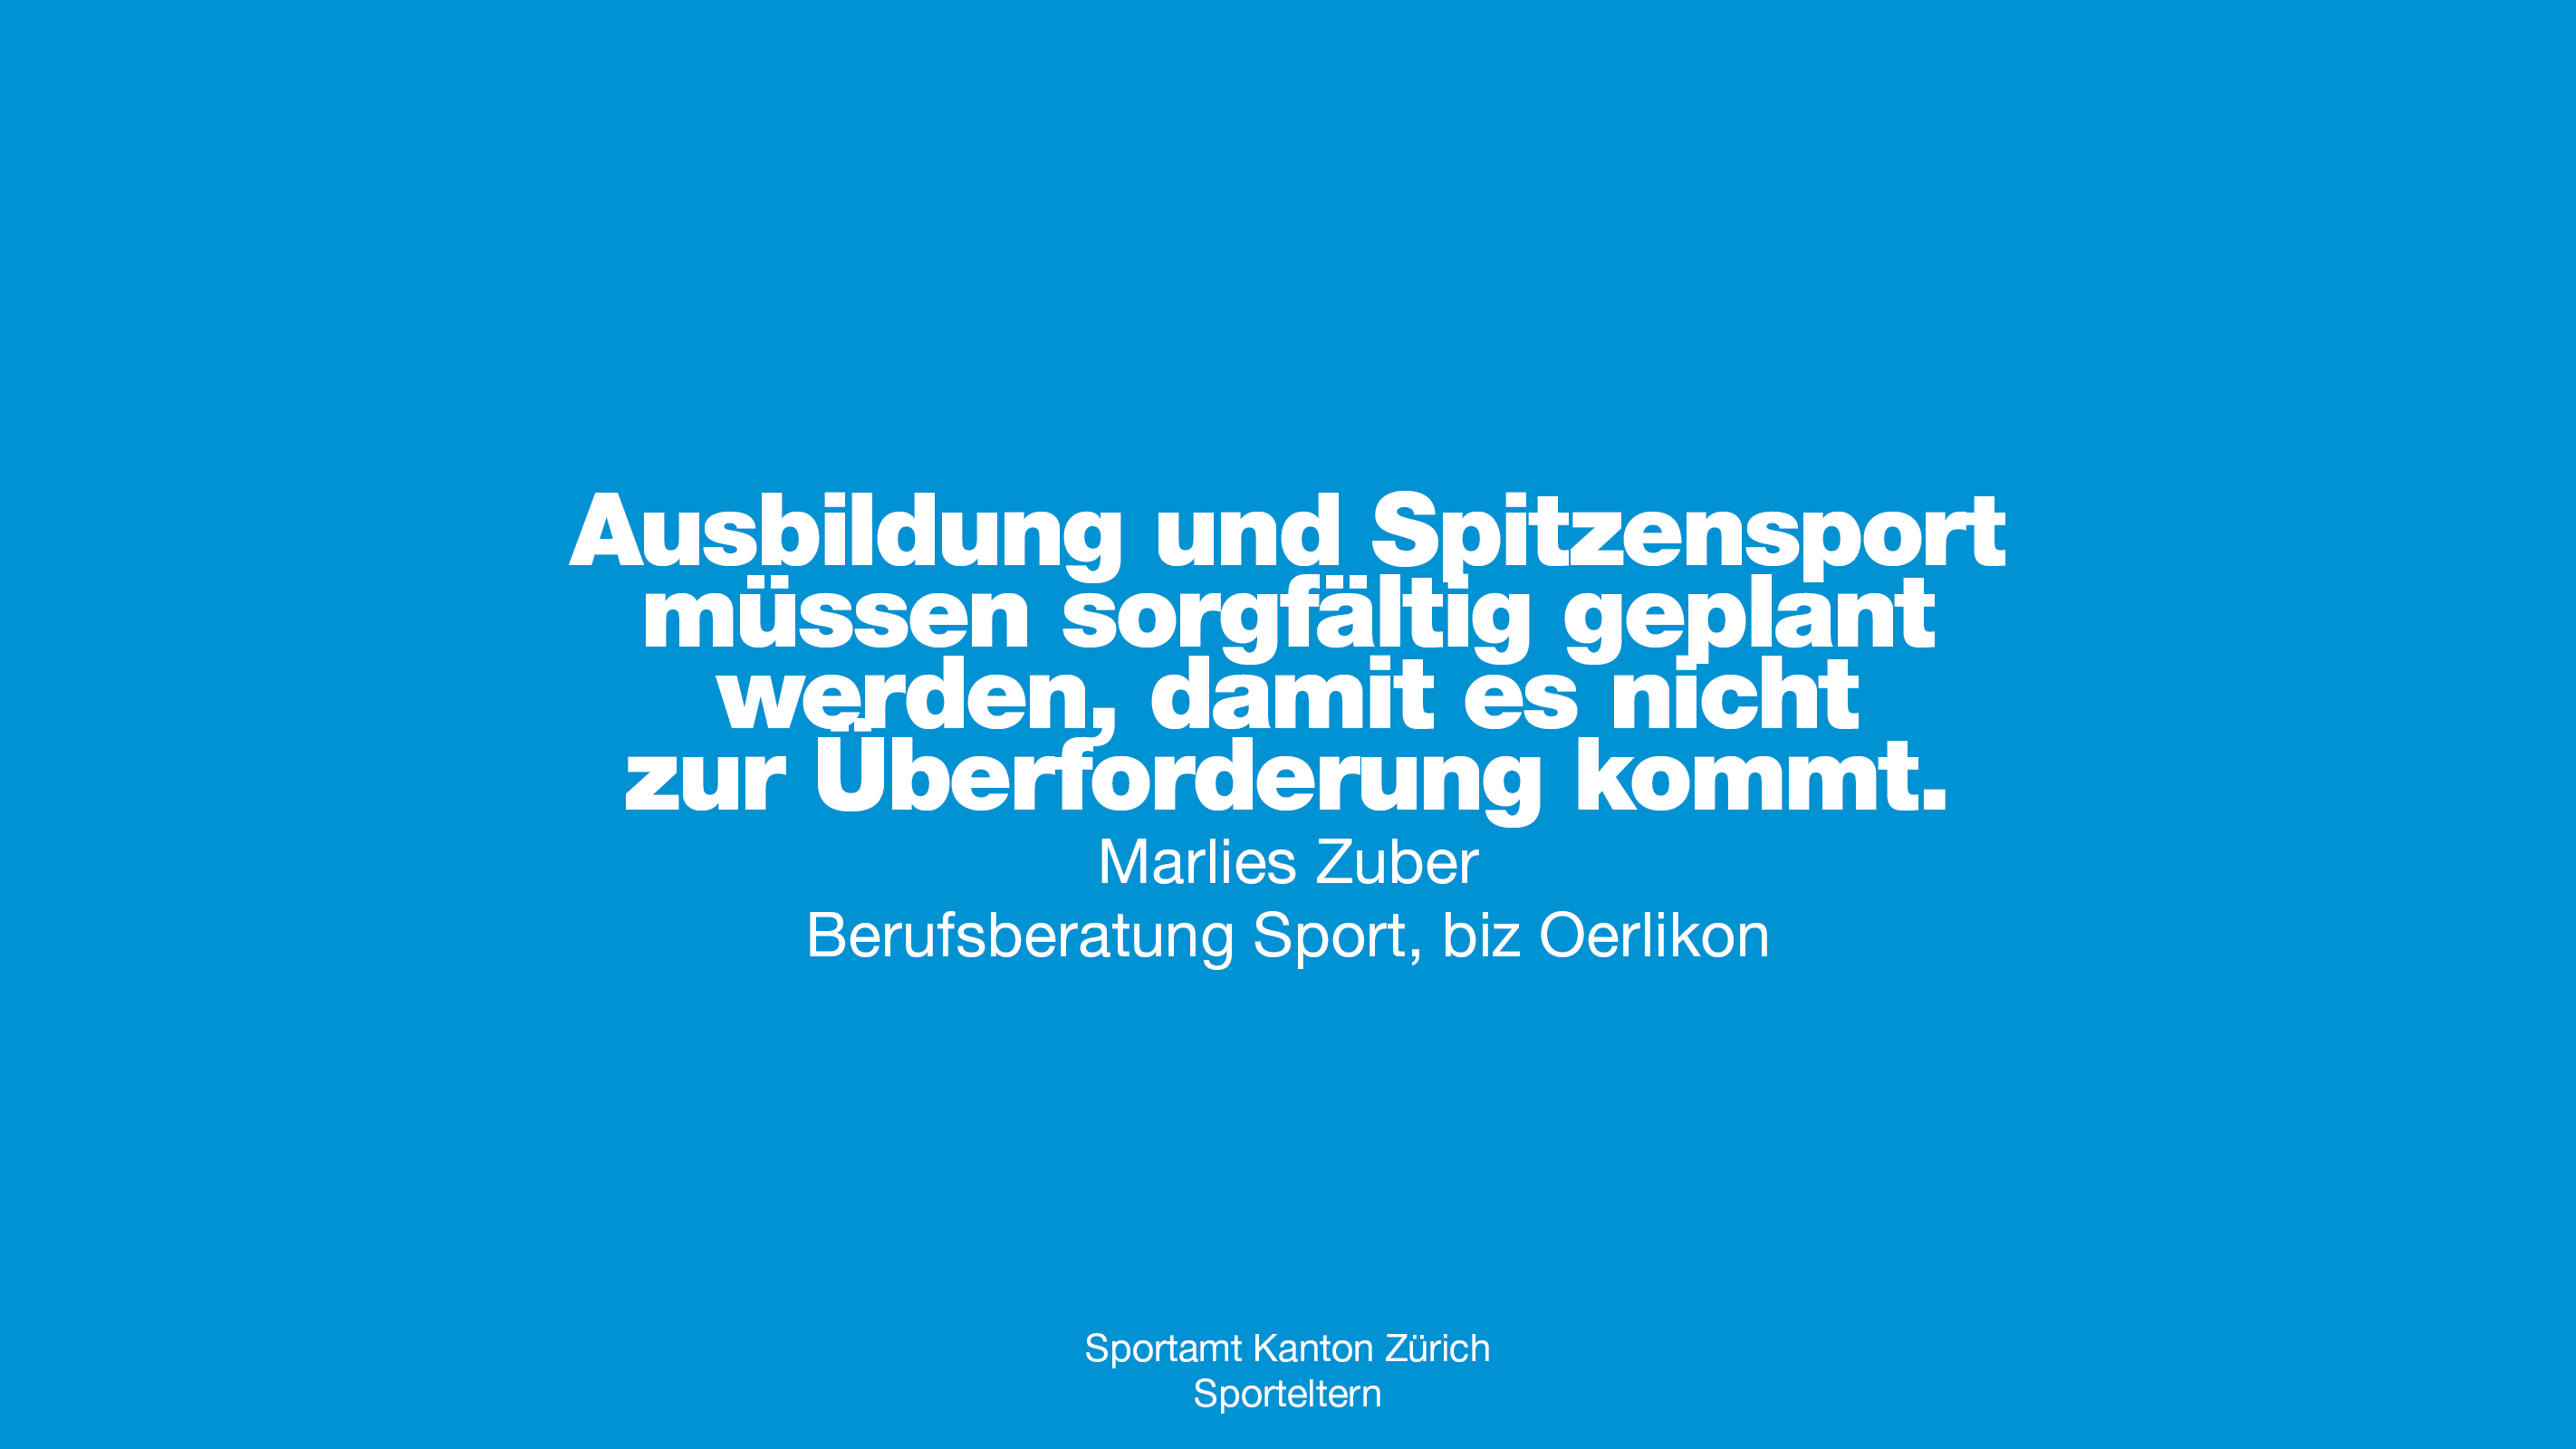 Ausbildung und Spitzensport
müssen sorgfältig geplant
werden, damit es nicht
zur Überforderung kommt.
Marlies Zuber
Berufsberatung Sport, biz Oerlikon
Sportamt Kanton Zürich
Sporteltern